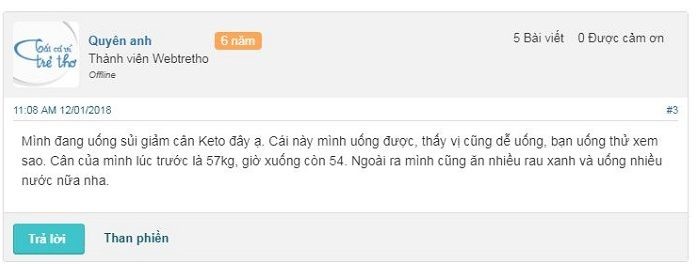 Tất cả vì
trẻ thơ
Quyên anh
6 năm
Thành viên Webtretho
Offline
5 Bài viết 0 Được cảm ơn
11:08 AM 12/01/2018
#3
Mình đang uống sủi giảm cân Keto đây ạ. Cái này mình uống được, thấy vị cũng dễ uống, bạn uống thử xem
sao. Cân của mình lúc trước là 57kg, giờ xuống còn 54. Ngoài ra mình cũng ăn nhiều rau xanh và uống nhiều
nước nữa nha.
Trả lời
Than phiền